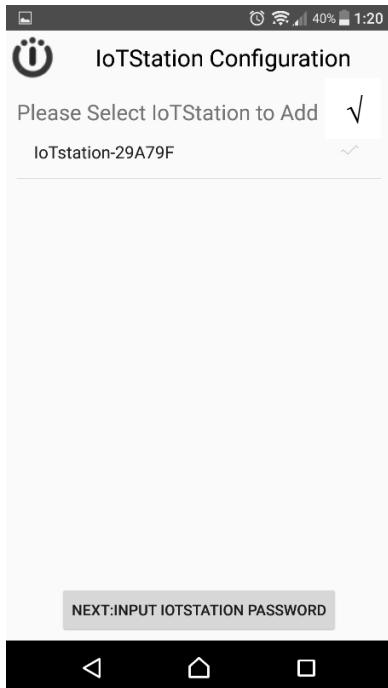 40% 1:20
IoTStation Configuration
Please Select IoTStation to Add √
IoTstation-29A79F
NEXT:INPUT IOTSTATION PASSWORD